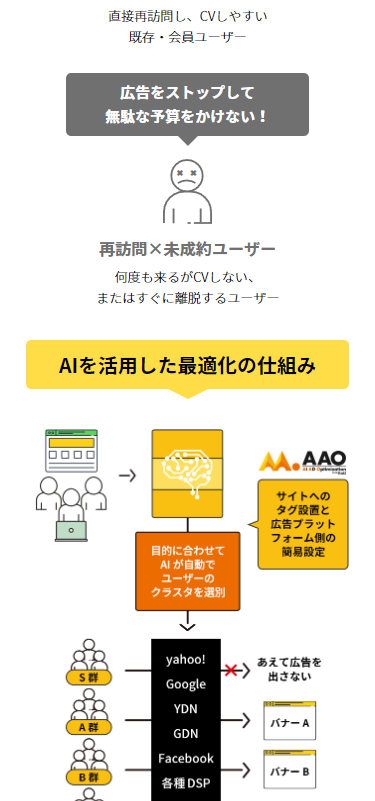 直接再訪問し、CVしやすい
既存・会員ユーザー
広告をストップして
無駄な予算をかけない！
再訪問×未成約ユーザー
何度も来るがCVしない、
またはすぐに離脱するユーザー
AIを活用した最適化の仕組み
AAO
AI AD Optimization
サイトへの
タグ設置と
広告プラット
フォーム側の
簡易設定
目的に合わせて
AI が自動で
ユーザーの
クラスタを選別
S 群
yahoo!
Google
あえて広告を
出さない
A 群
YDN
GDN
バナー A
B 群
Facebook
各種 DSP
バナー B